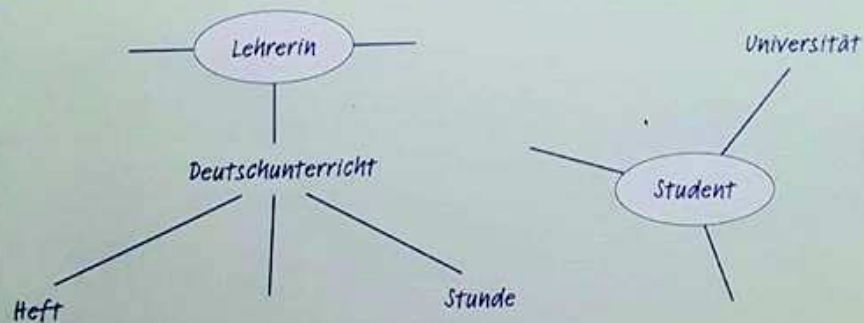 Lehrerin
Universität
Deutschunterricht
Student
Heft
Stunde